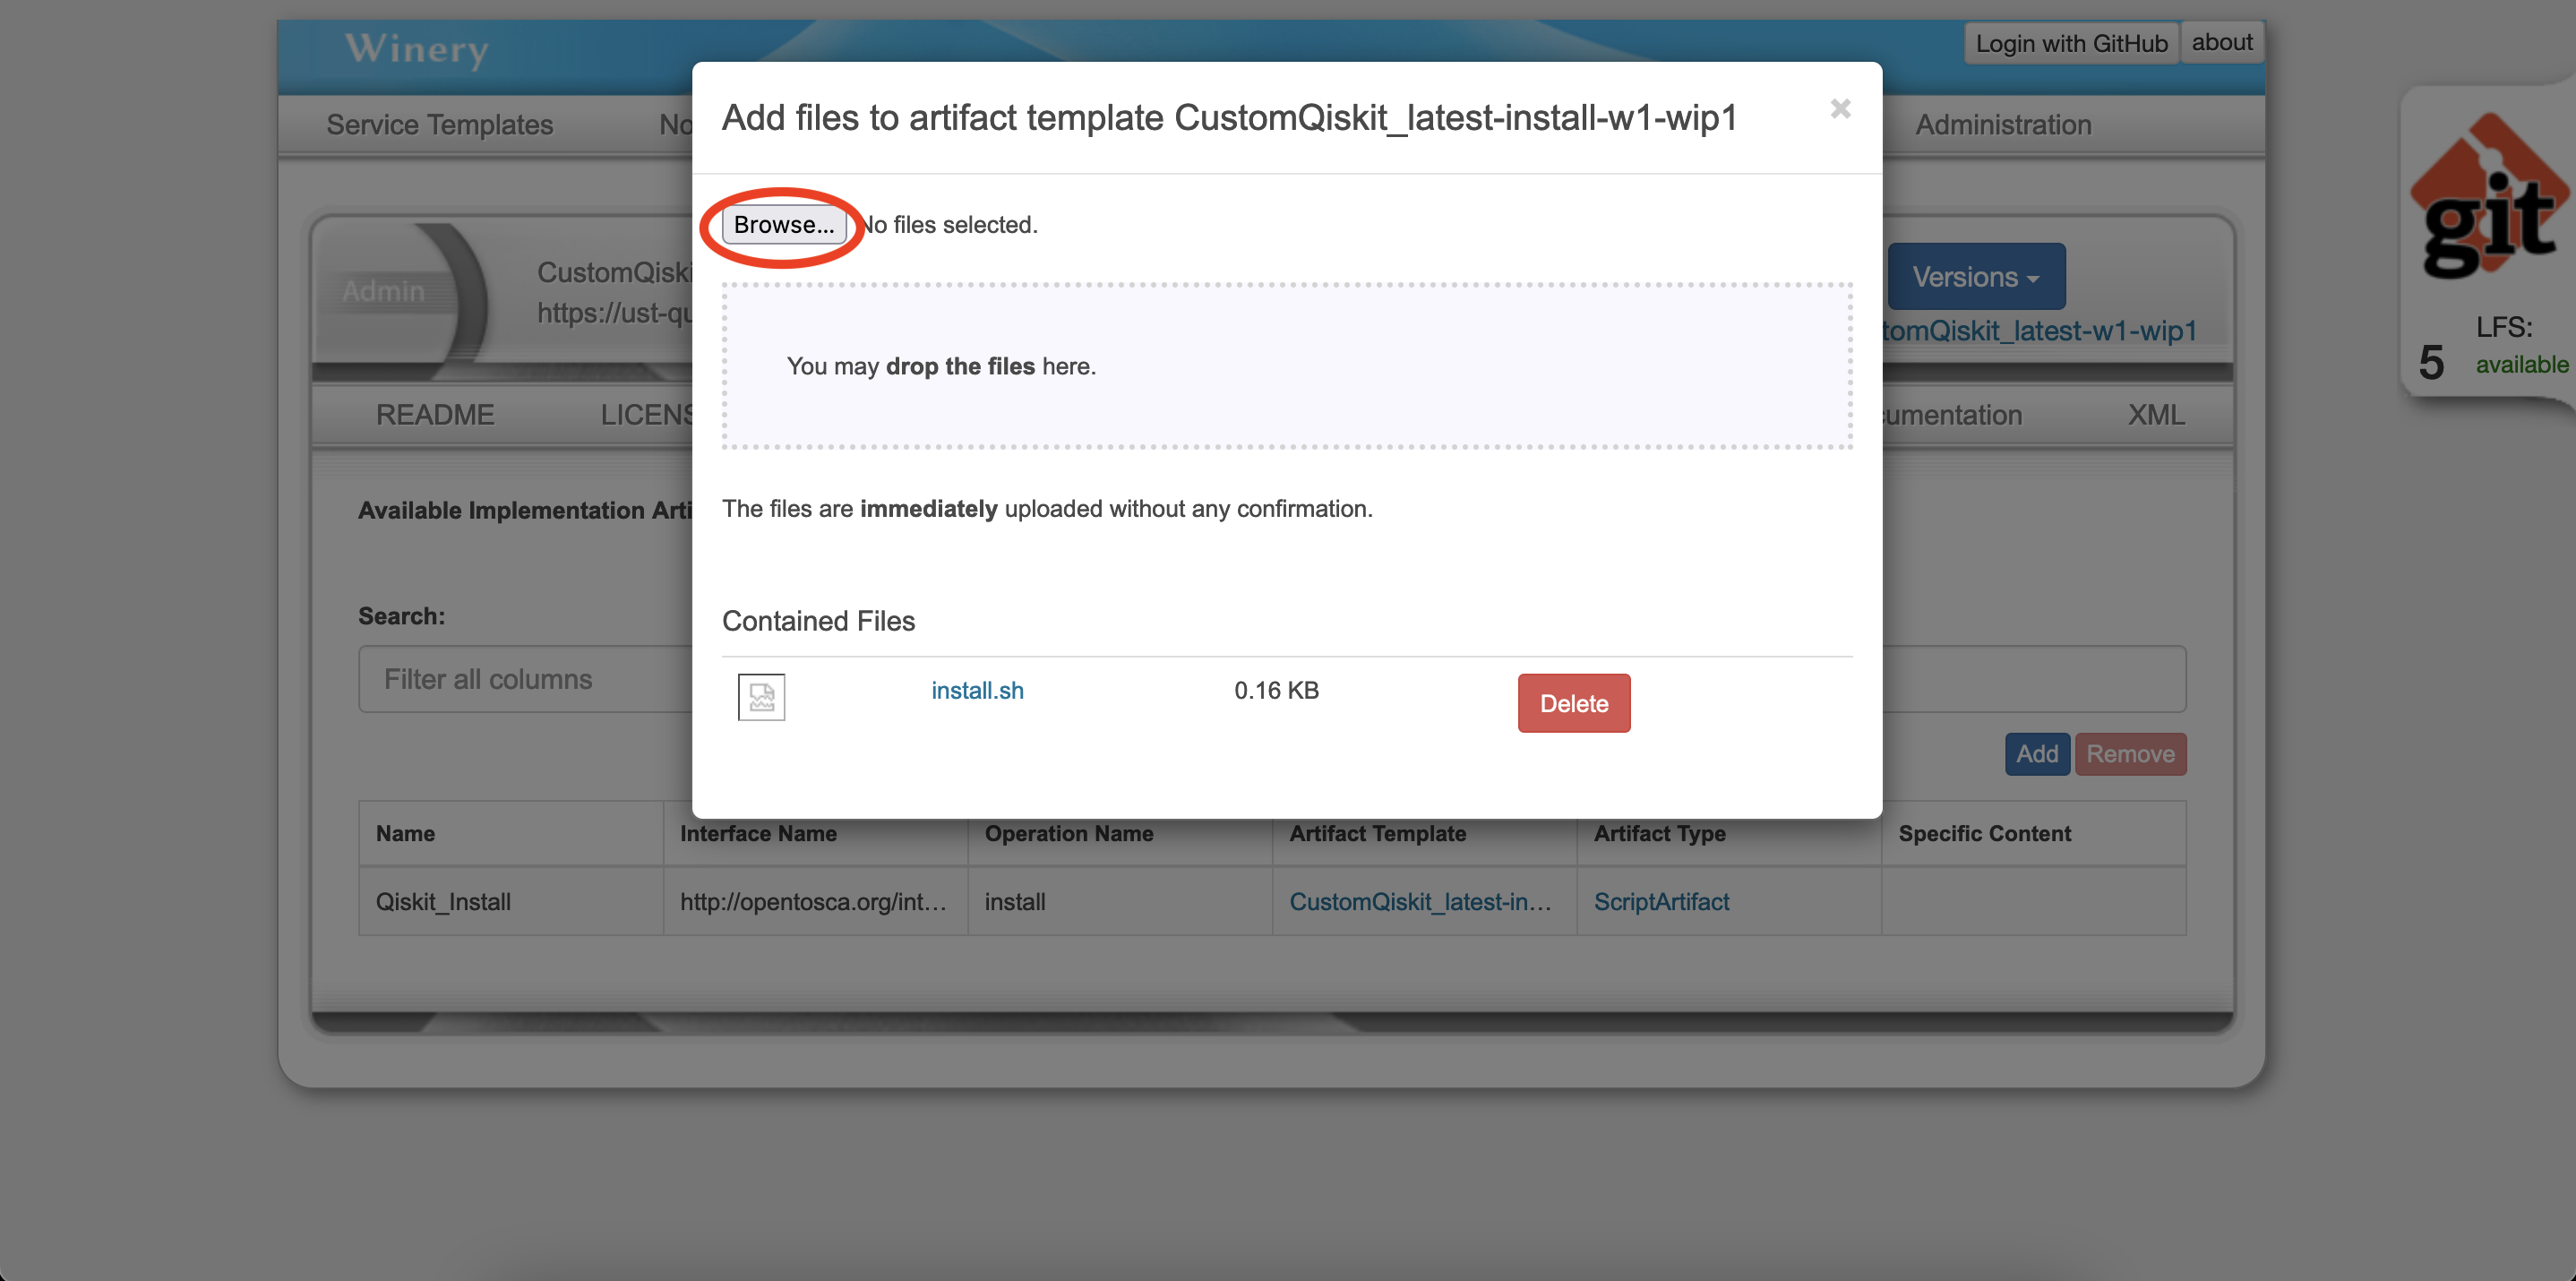 Winery
Login with GitHub about
Service Templates
Administration
Add files to artifact template CustomQiskit_latest-install-w1-wip1
×
Browse... No files selected.
You may drop the files here.
The files are immediately uploaded without any confirmation.
Contained Files
install.sh 0.16 KB Delete
git
LFS:
5 available
Admin
https://ust-qu
Versions
tomQiskit_latest-w1-wip1
README LICENS umentation XML
Available Implementation Arti
Search:
Filter all columns
Add Remove
Name Interface Name Operation Name Artifact Template Artifact Type Specific Content
Qiskit_Install http://opentosca.org/int... install CustomQiskit_latest-in... ScriptArtifact